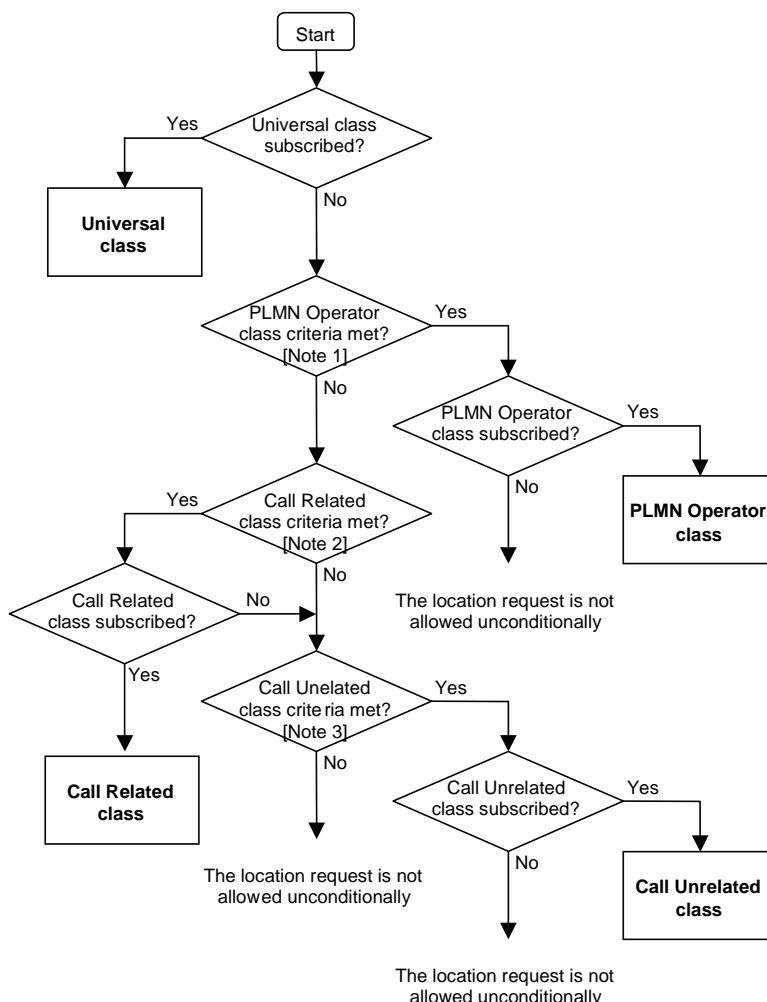 Start
Universal class
subscribed?
Yes
No
Universal
class
PLMN Operator
class criteria met?
[Note 1]
Yes
No
PLMN Operator
class subscribed?
Yes
No
PLMN Operator
class
The location request is not
allowed unconditionally
Call Related
class criteria met?
[Note 2]
Yes
No
Call Related
class subscribed?
No
Yes
Call Related
class
Call Unelated
class criteria met?
[Note 3]
Yes
No
The location request is not
allowed unconditionally
Call Unrelated
class subscribed?
Yes
No
Call Unrelated
class
The location request is not
allowed unconditionally